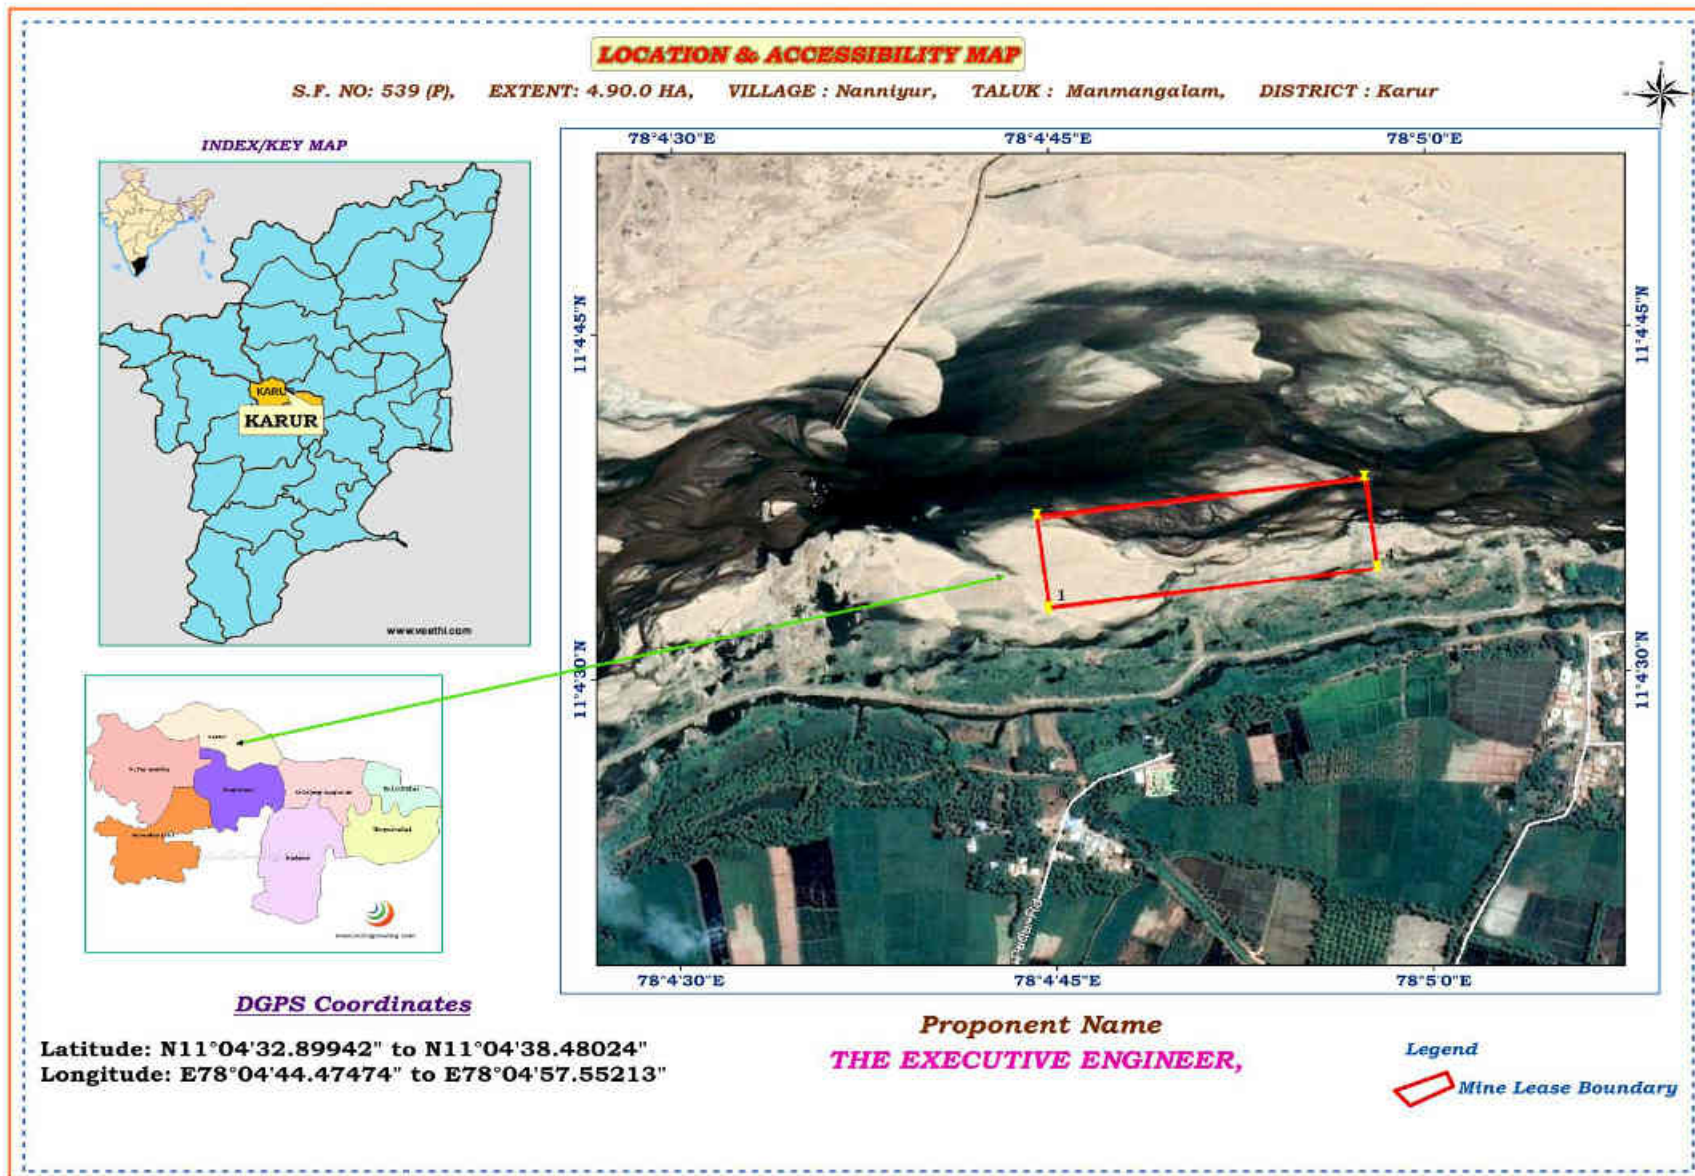 LOCATION & ACCESSIBILITY MAP
S.F. NO: 539 (P), EXTENT: 4.90.0 HA, VILLAGE : Nanniyur, TALUK : Manmangalam, DISTRICT : Karur
INDEX/KEY MAP
KARU
KARUR
www.veethi.com
78°4'30"E 78°4'45"E 78°5'0"E
11°4'45"N 11°4'45"N
1
11°4'30"N 11°4'30"N
78°4'30"E 78°4'45"E 78°5'0"E
DGPS Coordinates
Latitude: N11°04'32.89942" to N11°04'38.48024"
Longitude: E78°04'44.47474" to E78°04'57.55213"
Proponent Name
THE EXECUTIVE ENGINEER,
Legend
Mine Lease Boundary